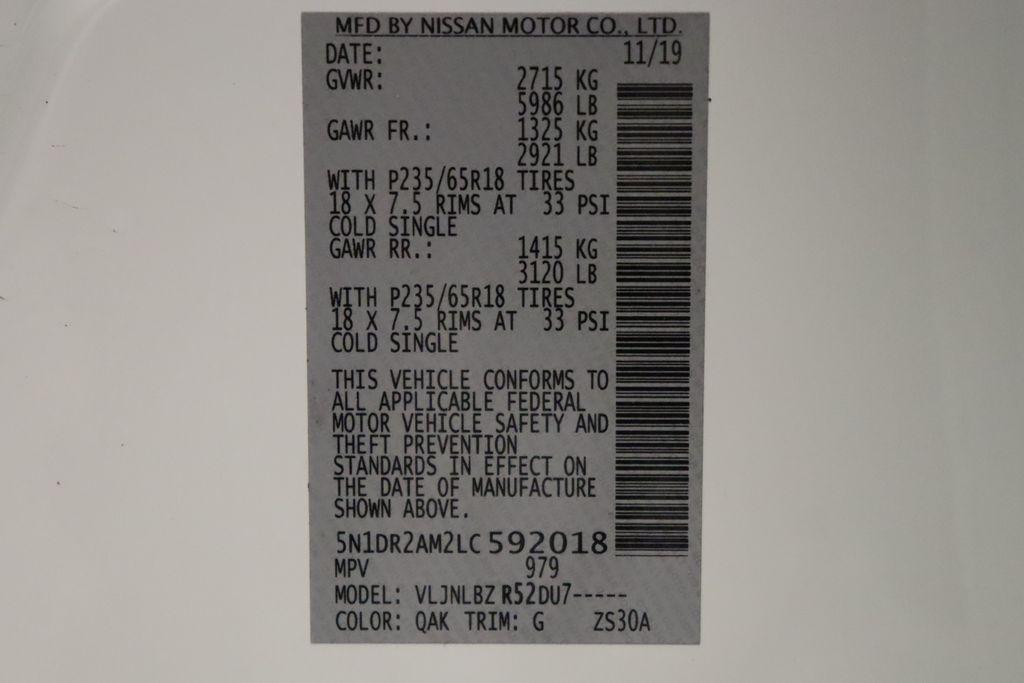 MFD BY NISSAN MOTOR CO., LTD.
DATE: 11/19
GVWR: 2715 KG
5986 LB
GAWR FR.: 1325 KG
2921 LB
WITH P235/65R18 TIRES
18 X 7.5 RIMS AT 33 PSI
COLD SINGLE
GAWR RR.: 1415 KG
3120 LB
WITH P235/65R18 TIRES
18 X 7.5 RIMS AT 33 PSI
COLD SINGLE
THIS VEHICLE CONFORMS TO
ALL APPLICABLE FEDERAL
MOTOR VEHICLE SAFETY AND
THEFT PREVENTION
STANDARDS IN EFFECT ON
THE DATE OF MANUFACTURE
SHOWN ABOVE.
5N1DR2AM2LC 592018
MPV 979
MODEL: VLJNLBZ R52DU7-----
COLOR: QAK TRIM: G ZS30A